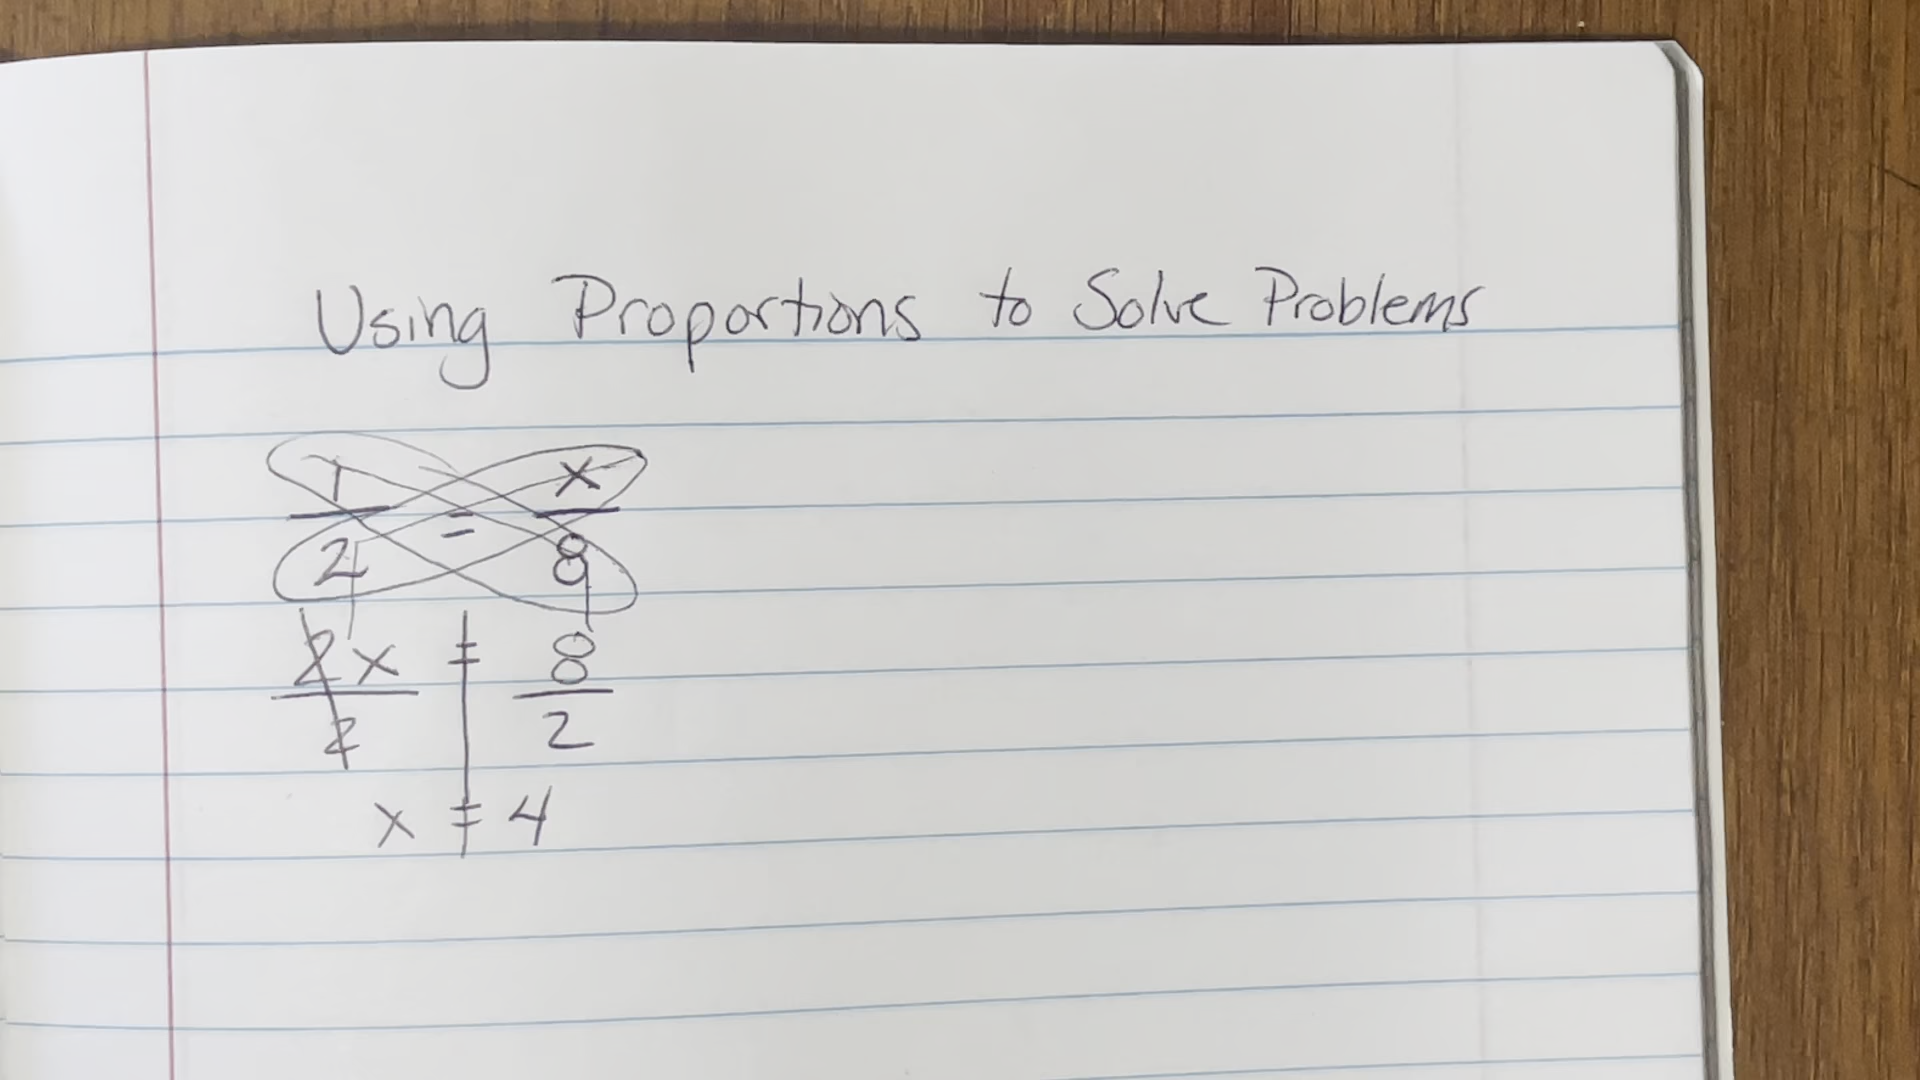 Using Proportions to Solve Problems
1/2 = x/8
2x/2 = 8/2
x = 4